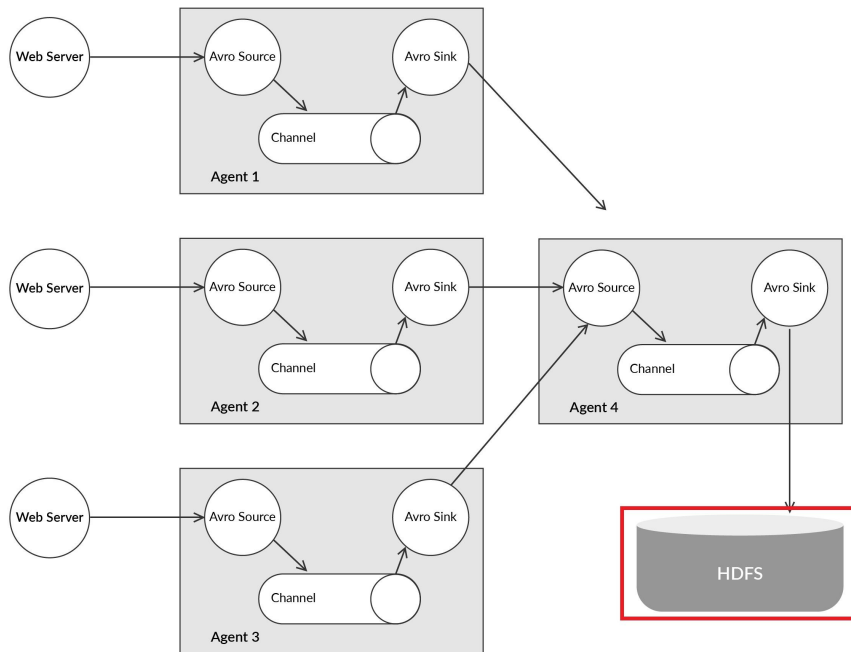 Web Server
Avro Source
Avro Sink
Channel
Agent 1
Web Server
Avro Source
Avro Sink
Channel
Agent 2
Avro Source
Avro Sink
Channel
Agent 4
Web Server
Avro Source
Avro Sink
Channel
Agent 3
HDFS